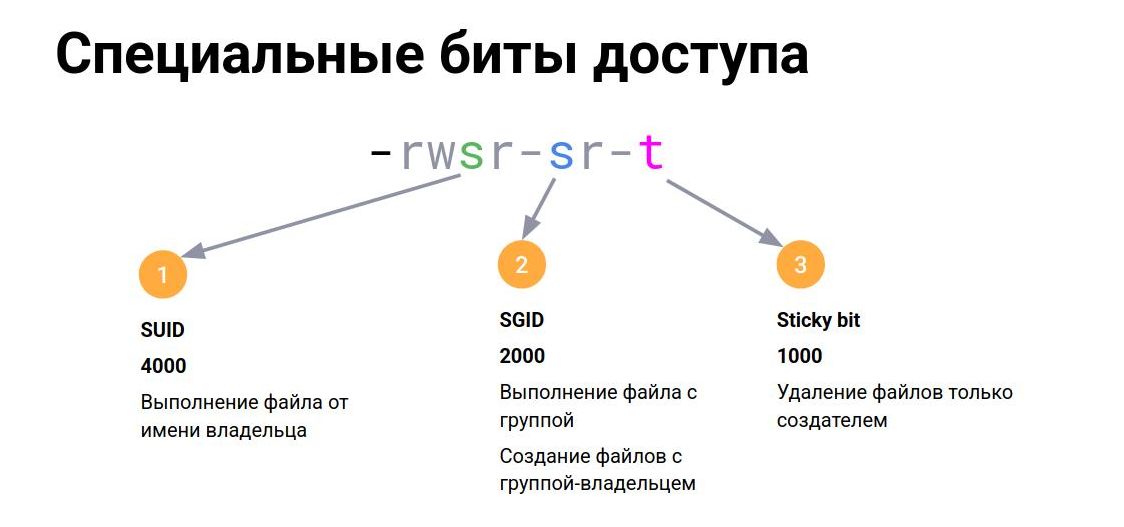 Специальные биты доступа
-rwsr-sr-t
1
SUID
4000
Выполнение файла от
имени владельца
2
SGID
2000
Выполнение файла с
группой
Создание файлов с
группой-владельцем
3
Sticky bit
1000
Удаление файлов только
создателем